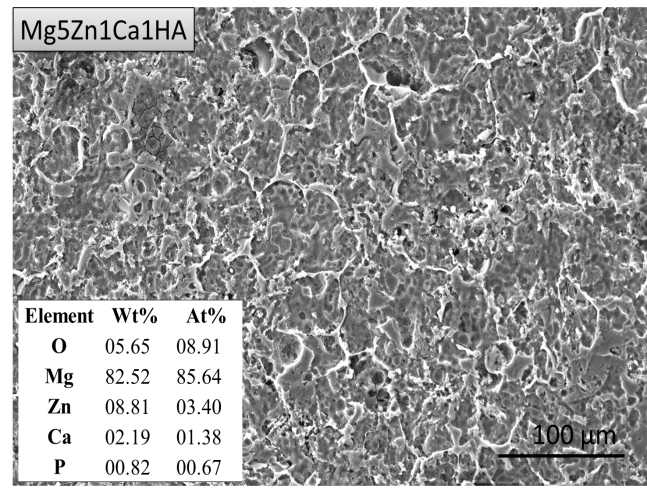 Mg5Zn1Ca1HA
Element Wt% At%
O 05.65 08.91
Mg 82.52 85.64
Zn 08.81 03.40
Ca 02.19 01.38
P 00.82 00.67
100 µm